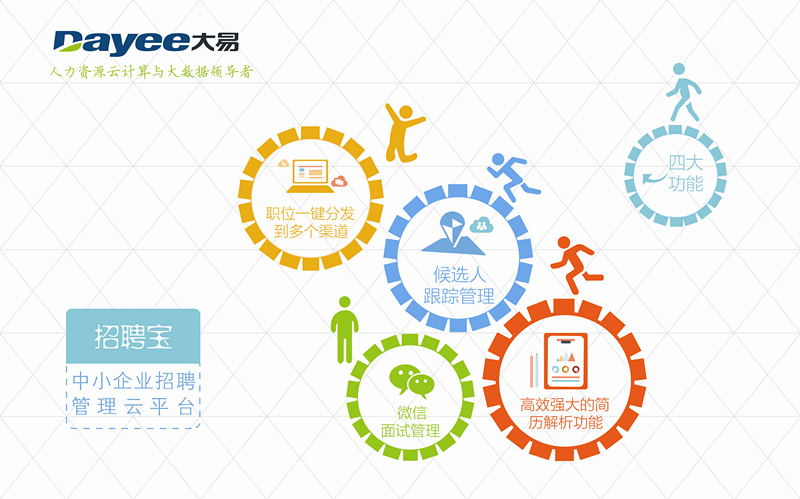 Dayee大易
人力资源云计算与大数据领导者
四大
功能
职位一键分发
到多个渠道
候选人
跟踪管理
招聘宝
中小企业招聘
管理云平台
微信
面试管理
高效强大的简
历解析功能